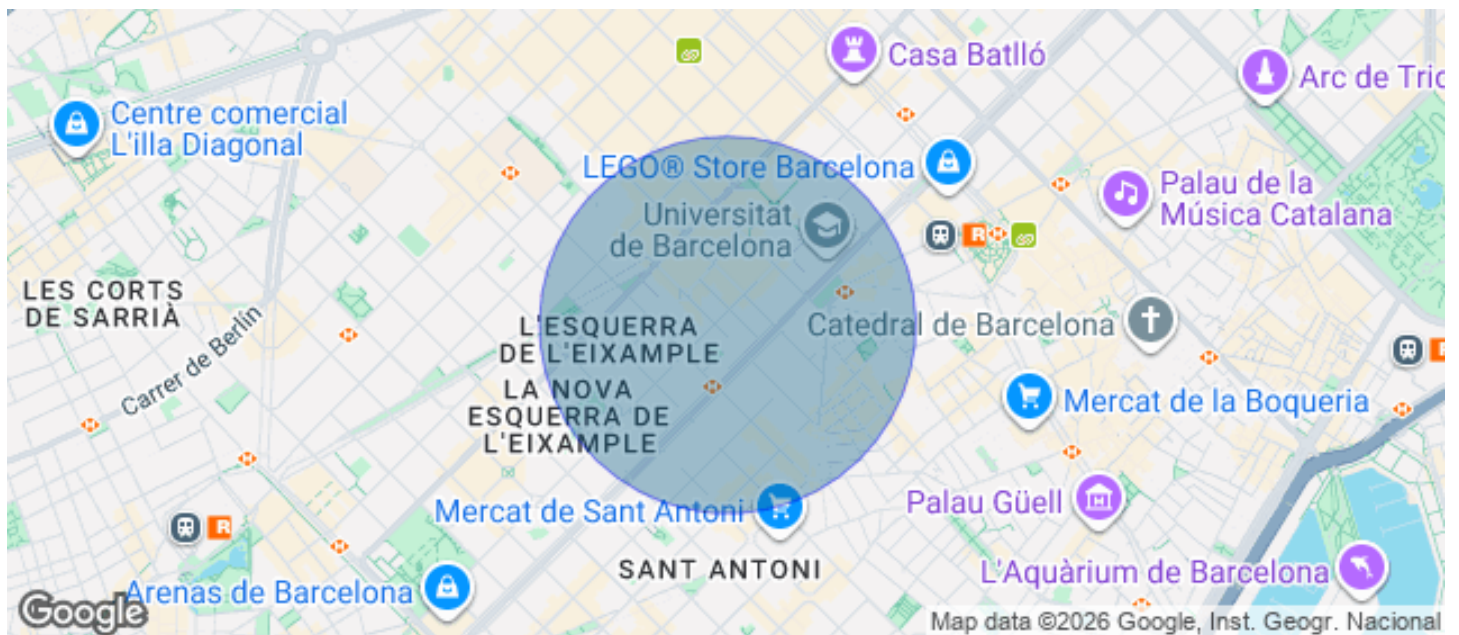 Casa Batlló
Arc de Trio
Centre comercial
L'illa Diagonal
LEGO® Store Barcelona
Palau de la
Música Catalana
Universitat
de Barcelona
R
LES CORTS
DE SARRIÀ
Carrer de Berlín
L'ESQUERRA
DE L'EIXAMPLE
Catedral de Barcelona
LA NOVA
ESQUERRA DE
L'EIXAMPLE
Mercat de la Boqueria
Mercat de Sant Antoni
Palau Güell
R
SANT ANTONI
L'Aquàrium de Barcelona
Arenas de Barcelona
Google
Map data ©2026 Google, Inst. Geogr. Nacional